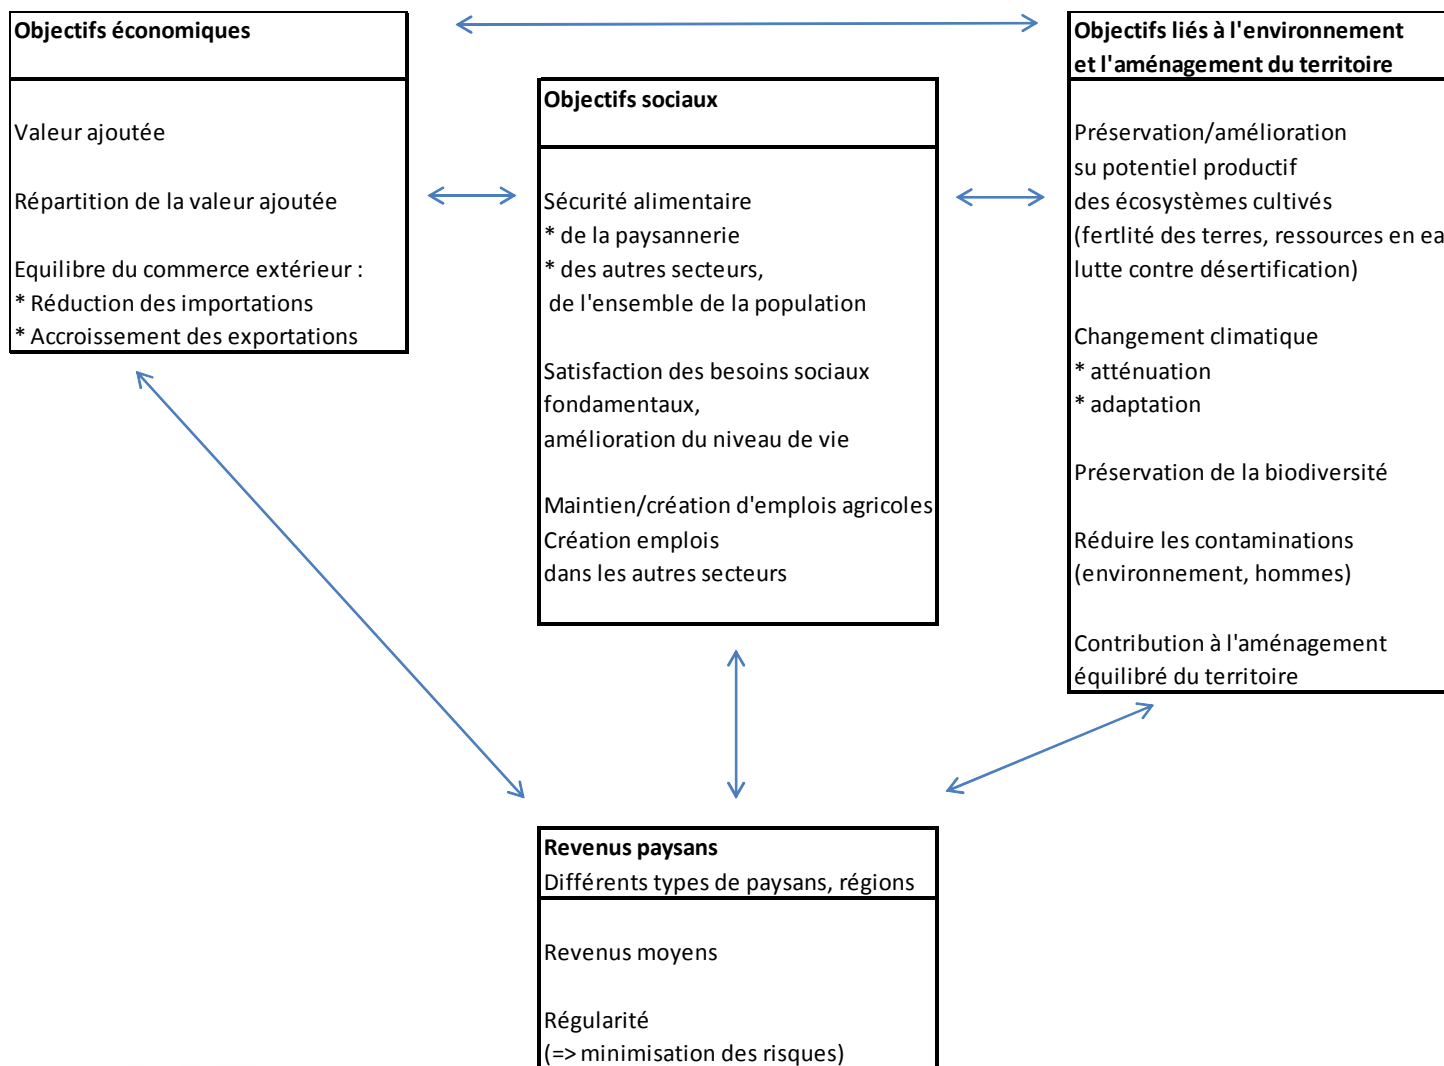 Objectifs économiques
Valeur ajoutée
Répartition de la valeur ajoutée
Equilibre du commerce extérieur :
* Réduction des importations
* Accroissement des exportations
Objectifs sociaux
Sécurité alimentaire
* de la paysannerie
* des autres secteurs,
de l'ensemble de la population
Satisfaction des besoins sociaux
fondamentaux,
amélioration du niveau de vie
Maintien/création d'emplois agricoles
Création emplois
dans les autres secteurs
Objectifs liés à l'environnement
et l'aménagement du territoire
Préservation/amélioration
su potentiel productif
des écosystèmes cultivés
(fertlité des terres, ressources en ea
lutte contre désertification)
Changement climatique
* atténuation
* adaptation
Préservation de la biodiversité
Réduire les contaminations
(environnement, hommes)
Contribution à l'aménagement
équilibré du territoire
Revenus paysans
Différents types de paysans, régions
Revenus moyens
Régularité
(=> minimisation des risques)